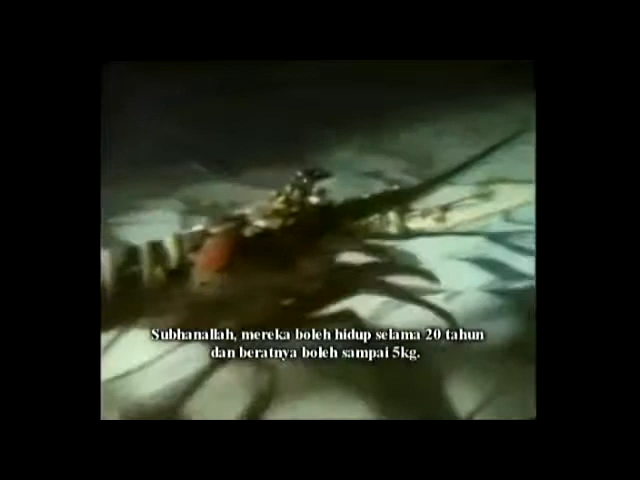 Subhanallah, mereka boleh hidup selama 20 tahun
dan beratnya boleh sampai 5kg.